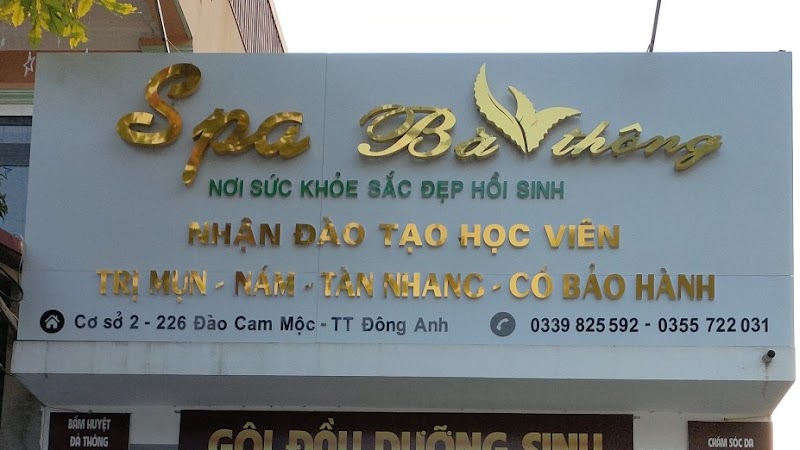 Spa Bà thông
NƠI SỨC KHỎE SẮC ĐẸP HỒI SINH
NHẬN ĐÀO TẠO HỌC VIÊN
TRỊ MỤN - NÁM - TÀN NHANG - CÓ BẢO HÀNH
Cơ sở 2 - 226 Đào Cam Mộc - TT Đông Anh 0339 825 592 - 0355 722 031
BẤM HUYỆT
ĐẢ THÔNG
GỘI ĐẦU DƯỠNG SINH
CHĂM SÓC DA